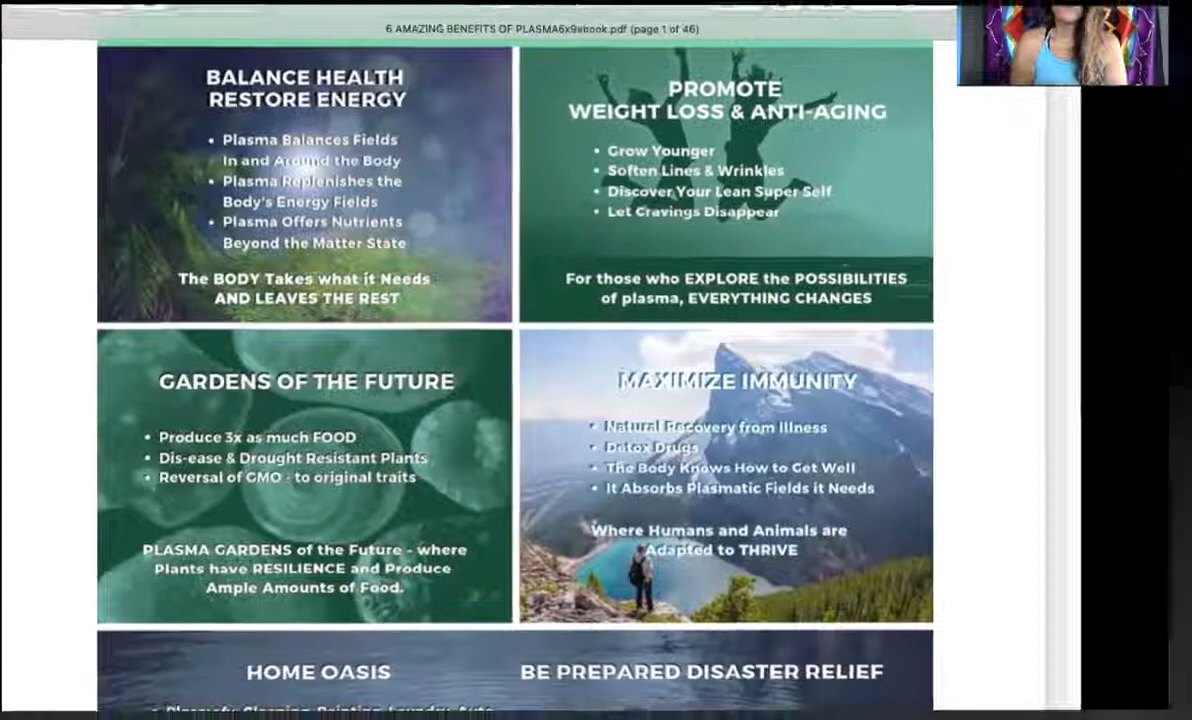 6 AMAZING BENEFITS OF PLASMA6x9 .pdf (page 1 of 46)
BALANCE HEALTH
RESTORE ENERGY
• Plasma Balances Fields
In and Around the Body
• Plasma Replenishes the
Body's Energy Fields
• Plasma Offers Nutrients
Beyond the Matter State
The BODY Takes what it Needs
AND LEAVES THE REST
PROMOTE
WEIGHT LOSS & ANTI-AGING
• Grow Younger
• Soften Lines & Wrinkles
• Discover Your Lean Super Self
• Let Cravings Disappear
For those who EXPLORE the POSSIBILITIES
of plasma, EVERYTHING CHANGES
GARDENS OF THE FUTURE
• Produce 3x as much FOOD
• Dis-ease & Drought Resistant Plants
• Reversal of GMO - to original traits
PLASMA GARDENS of the Future - where
Plants have RESILIENCE and Produce
Ample Amounts of Food.
MAXIMIZE IMMUNITY
• Natural Recovery from Illness
• Detox Drugs
• The Body Knows How to Get Well
• It Absorbs Plasmatic Fields it Needs
Where Humans and Animals are
Adapted to THRIVE
HOME OASIS
BE PREPARED DISASTER RELIEF